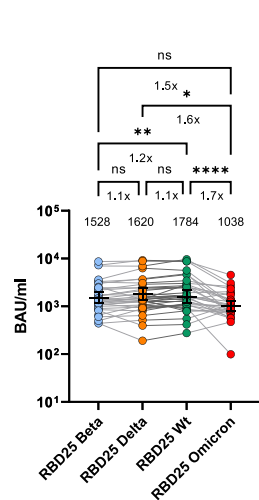 ns
1.5x
*
1.6x
**
1.2x
ns ns ****
1.1x 1.1x 1.7x
1528 1620 1784 1038
10⁵
10⁴
10³
10²
10¹
BAU/ml
RBD25 Beta
RBD25 Delta
RBD25 Wt
RBD25 Omicron